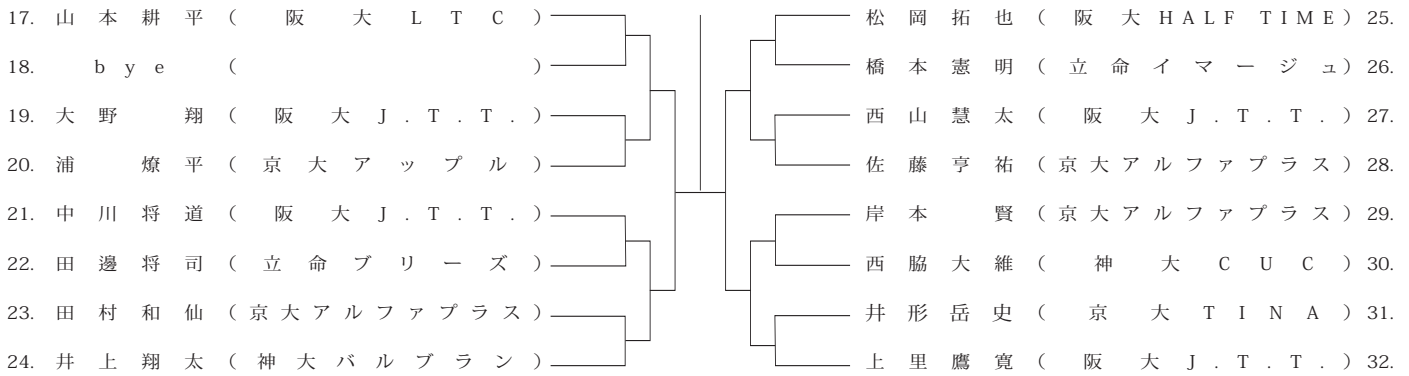 17. 山本耕平(阪大LTC)
18. bye ( )
19. 大野 翔(阪大J.T.T.)
20. 浦 燎平(京大アップル)
21. 中川将道(阪大J.T.T.)
22. 田邊将司(立命ブリーズ)
23. 田村和仙(京大アルファプラス)
24. 井上翔太(神大バルブラン)
松岡拓也(阪大HALF TIME) 25.
橋本憲明(立命イマージュ) 26.
西山慧太(阪大J.T.T.) 27.
佐藤亨祐(京大アルファプラス) 28.
岸本 賢(京大アルファプラス) 29.
西脇大維(神大CUC) 30.
井形岳史(京大TINA) 31.
上里鷹寛(阪大J.T.T.) 32.